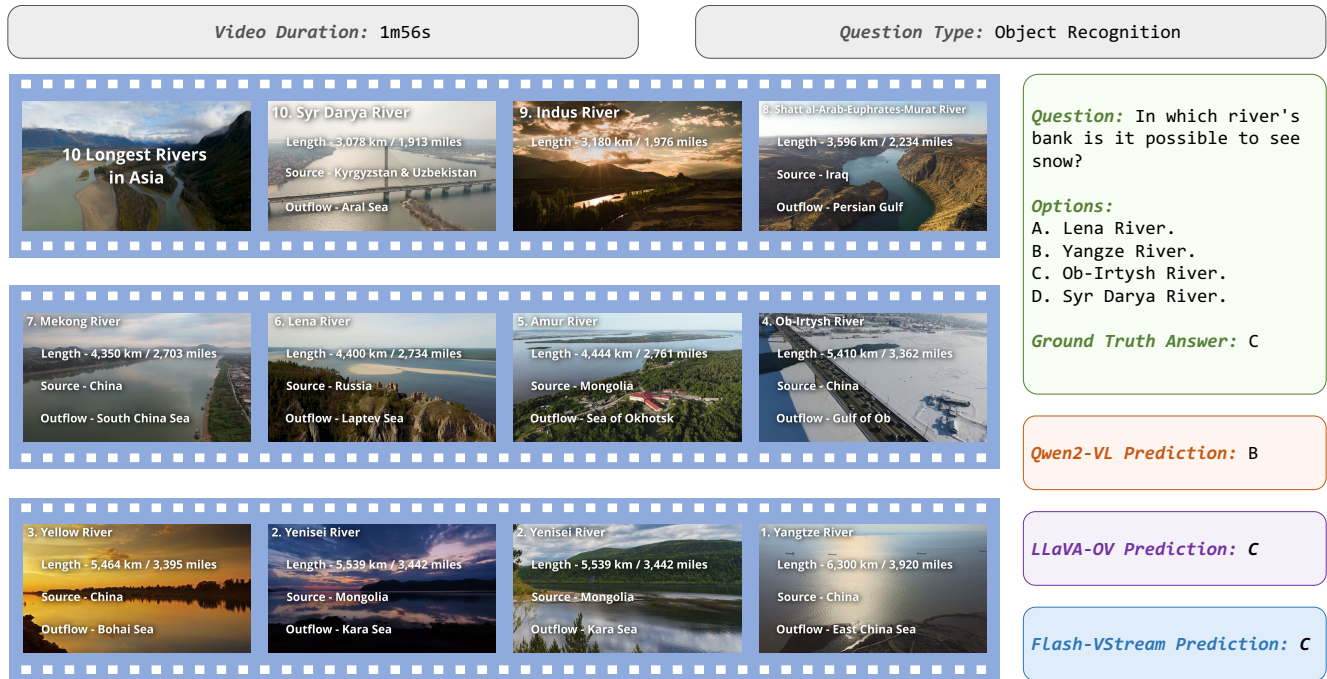 Video Duration: 1m56s
Question Type: Object Recognition
10 Longest Rivers
in Asia
10. Syr Darya River
Length - 3,078 km / 1,913 miles
Source - Kyrgyzstan & Uzbekistan
Outflow - Aral Sea
9. Indus River
Length - 3,180 km / 1,976 miles
8. Shatt al-Arab-Euphrates-Murat River
Length - 3,596 km / 2,234 miles
Source - Iraq
Outflow - Persian Gulf
7. Mekong River
Length - 4,350 km / 2,703 miles
Source - China
Outflow - South China Sea
6. Lena River
Length - 4,400 km / 2,734 miles
Source - Russia
Outflow - Laptev Sea
5. Amur River
Length - 4,444 km / 2,761 miles
Source - Mongolia
Outflow - Sea of Okhotsk
4. Ob-Irtysh River
Length - 5,410 km / 3,362 miles
Source - China
Outflow - Gulf of Ob
3. Yellow River
Length - 5,464 km / 3,395 miles
Source - China
Outflow - Bohai Sea
2. Yenisei River
Length - 5,539 km / 3,442 miles
Source - Mongolia
Outflow - Kara Sea
2. Yenisei River
Length - 5,539 km / 3,442 miles
Source - Mongolia
Outflow - Kara Sea
1. Yangtze River
Length - 6,300 km / 3,920 miles
Source - China
Outflow - East China Sea
Question: In which river's
bank is it possible to see
snow?
Options:
A. Lena River.
B. Yangze River.
C. Ob-Irtysh River.
D. Syr Darya River.
Ground Truth Answer: C
Qwen2-VL Prediction: B
LLaVA-OV Prediction: C
Flash-VStream Prediction: C